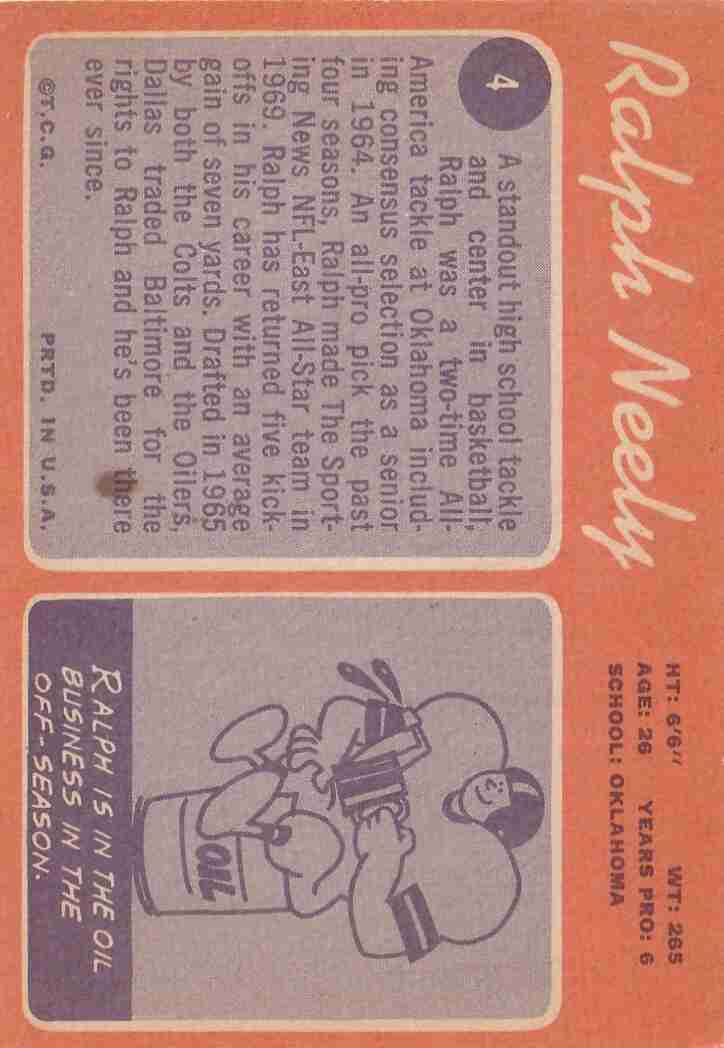 Ralph Neely
HT: 6'6" WT: 265
AGE: 26 YEARS PRO: 6
SCHOOL: OKLAHOMA
4
A standout high school tackle
and center in basketball,
Ralph was a two-time All-
America tackle at Oklahoma includ-
ing consensus selection as a senior
in 1964. An all-pro pick the past
four seasons, Ralph made The Sport-
ing News NFL-East All-Star team in
1969. Ralph has returned five kick-
offs in his career with an average
gain of seven yards. Drafted in 1965
by both the Colts and the Oilers,
Dallas traded Baltimore for the
rights to Ralph and he's been there
ever since.
©T.C.G. PRTD. IN U.S.A.
OIL
RALPH IS IN THE OIL
BUSINESS IN THE
OFF-SEASON.